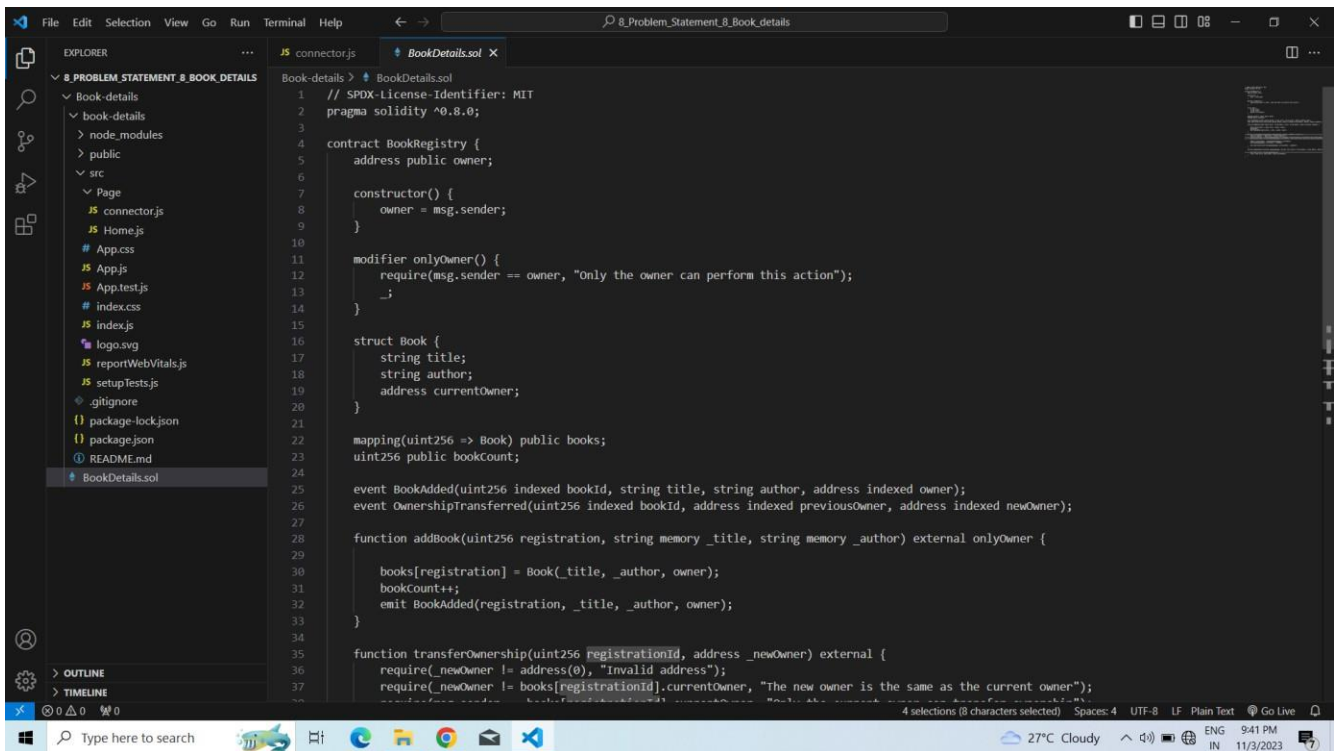 File Edit Selection View Go Run Terminal Help
8_Problem_Statement_8_Book_details
EXPLORER
JS connector.js
BookDetails.sol
8_PROBLEM_STATEMENT_8_BOOK_DETAILS
Book-details > BookDetails.sol
Book-details
book-details
node_modules
public
src
Page
JS connector.js
JS Home.js
# App.css
JS App.js
JS App.test.js
# index.css
JS index.js
logo.svg
JS reportWebVitals.js
JS setupTests.js
.gitignore
{} package-lock.json
{} package.json
README.md
BookDetails.sol
OUTLINE
TIMELINE
1 // SPDX-License-Identifier: MIT
2 pragma solidity ^0.8.0;
3
4 contract BookRegistry {
5 address public owner;
6
7 constructor() {
8 owner = msg.sender;
9 }
10
11 modifier onlyOwner() {
12 require(msg.sender == owner, "Only the owner can perform this action");
13 _;
14 }
15
16 struct Book {
17 string title;
18 string author;
19 address currentOwner;
20 }
21
22 mapping(uint256 => Book) public books;
23 uint256 public bookCount;
24
25 event BookAdded(uint256 indexed bookId, string title, string author, address indexed owner);
26 event OwnershipTransferred(uint256 indexed bookId, address indexed previousOwner, address indexed newOwner);
27
28 function addBook(uint256 registration, string memory _title, string memory _author) external onlyOwner {
29
30 books[registration] = Book(_title, _author, owner);
31 bookCount++;
32 emit BookAdded(registration, _title, _author, owner);
33 }
34
35 function transferOwnership(uint256 registrationId, address _newOwner) external {
36 require(_newOwner != address(0), "Invalid address");
37 require(_newOwner != books[registrationId].currentOwner, "The new owner is the same as the current owner");
0 0 0
4 selections (8 characters selected) Spaces: 4 UTF-8 LF Plain Text Go Live
Type here to search
27°C Cloudy
ENG
IN
9:41 PM
11/3/2023
7